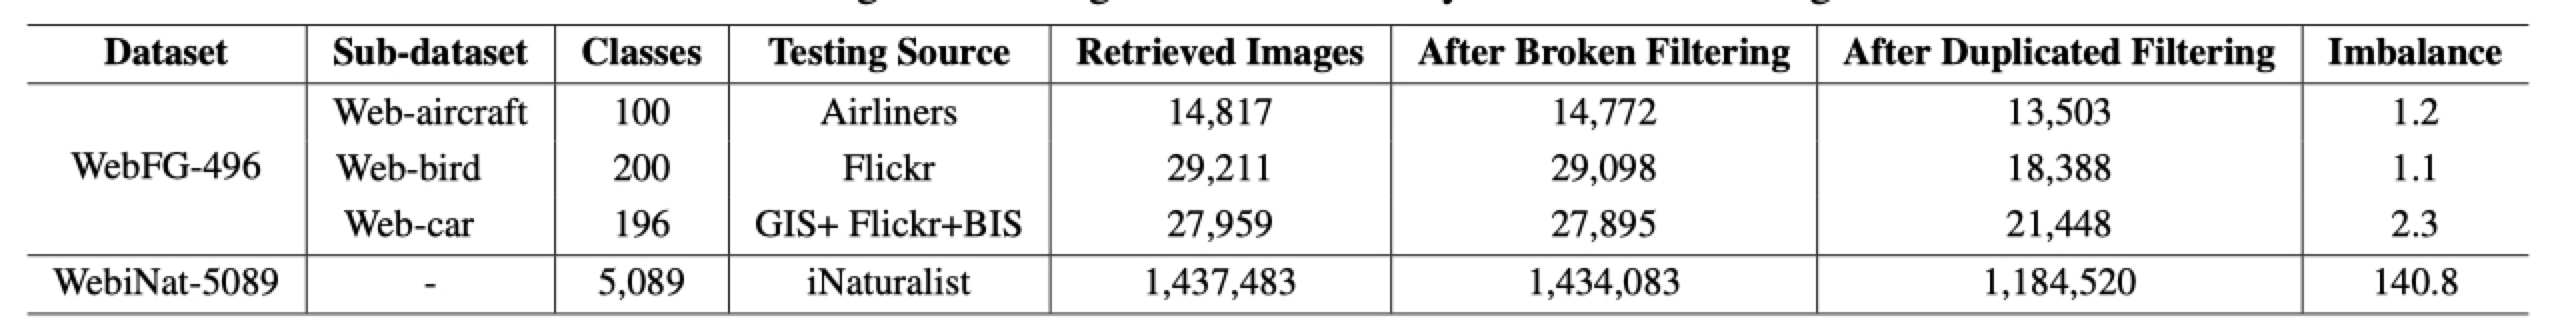 Dataset Sub-dataset Classes Testing Source Retrieved Images After Broken Filtering After Duplicated Filtering Imbalance
Web-aircraft 100 Airliners 14,817 14,772 13,503 1.2
WebFG-496 Web-bird 200 Flickr 29,211 29,098 18,388 1.1
Web-car 196 GIS+ Flickr+BIS 27,959 27,895 21,448 2.3
WebiNat-5089 - 5,089 iNaturalist 1,437,483 1,434,083 1,184,520 140.8